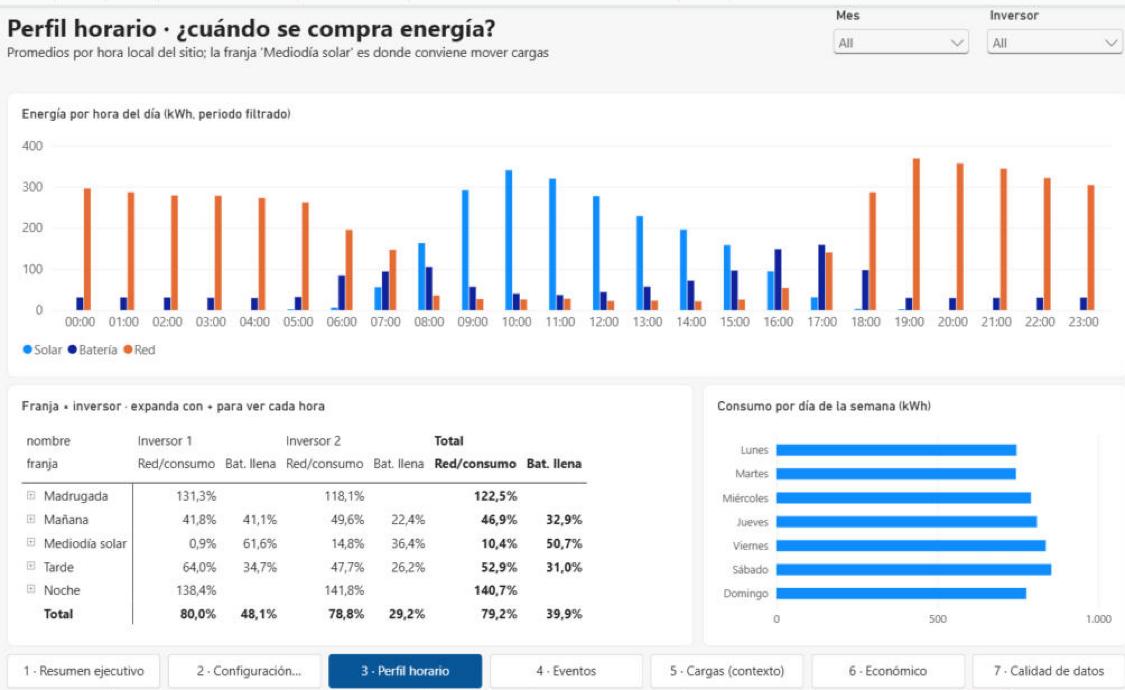 Perfil horario · ¿cuándo se compra energía?
Promedios por hora local del sitio; la franja 'Mediodía solar' es donde conviene mover cargas
Mes
All
Inversor
All
Energía por hora del día (kWh, periodo filtrado)
400
300
200
100
0
00:00 01:00 02:00 03:00 04:00 05:00 06:00 07:00 08:00 09:00 10:00 11:00 12:00 13:00 14:00 15:00 16:00 17:00 18:00 19:00 20:00 21:00 22:00 23:00
Solar Batería Red
Franja × inversor · expanda con + para ver cada hora
nombre Inversor 1 Inversor 2 Total
franja Red/consumo Bat. llena Red/consumo Bat. llena Red/consumo Bat. llena
Madrugada 131,3% 118,1% 122,5%
Mañana 41,8% 41,1% 49,6% 22,4% 46,9% 32,9%
Mediodía solar 0,9% 61,6% 14,8% 36,4% 10,4% 50,7%
Tarde 64,0% 34,7% 47,7% 26,2% 52,9% 31,0%
Noche 138,4% 141,8% 140,7%
Total 80,0% 48,1% 78,8% 29,2% 79,2% 39,9%
Consumo por día de la semana (kWh)
Lunes
Martes
Miércoles
Jueves
Viernes
Sábado
Domingo
0 500 1.000
1 · Resumen ejecutivo
2 · Configuración...
3 · Perfil horario
4 · Eventos
5 · Cargas (contexto)
6 · Económico
7 · Calidad de datos